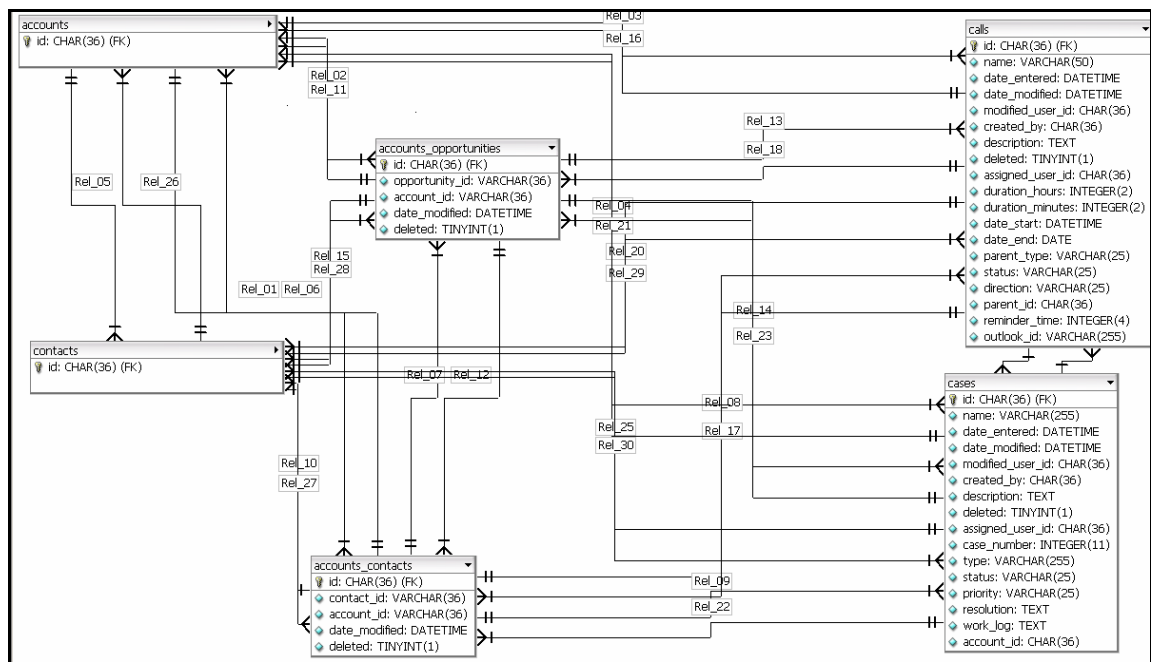 accounts
id: CHAR(36) (FK)
Rel_03
Rel_16
Rel_02
Rel_11
calls
id: CHAR(36) (FK)
name: VARCHAR(50)
date_entered: DATETIME
date_modified: DATETIME
modified_user_id: CHAR(36)
created_by: CHAR(36)
description: TEXT
deleted: TINYINT(1)
assigned_user_id: CHAR(36)
duration_hours: INTEGER(2)
duration_minutes: INTEGER(2)
date_start: DATETIME
date_end: DATE
parent_type: VARCHAR(25)
status: VARCHAR(25)
direction: VARCHAR(25)
parent_id: CHAR(36)
reminder_time: INTEGER(4)
outlook_id: VARCHAR(255)
Rel_13
Rel_18
accounts_opportunities
id: CHAR(36) (FK)
opportunity_id: VARCHAR(36)
account_id: VARCHAR(36)
date_modified: DATETIME
deleted: TINYINT(1)
Rel_05
Rel_26
Rel_04
Rel_21
Rel_15
Rel_28
Rel_20
Rel_29
Rel_01
Rel_06
Rel_14
Rel_23
contacts
id: CHAR(36) (FK)
Rel_07
Rel_12
Rel_08
Rel_17
Rel_25
Rel_30
Rel_10
Rel_27
cases
id: CHAR(36) (FK)
name: VARCHAR(255)
date_entered: DATETIME
date_modified: DATETIME
modified_user_id: CHAR(36)
created_by: CHAR(36)
description: TEXT
deleted: TINYINT(1)
assigned_user_id: CHAR(36)
case_number: INTEGER(11)
type: VARCHAR(255)
status: VARCHAR(25)
priority: VARCHAR(25)
resolution: TEXT
work_log: TEXT
account_id: CHAR(36)
accounts_contacts
id: CHAR(36) (FK)
contact_id: VARCHAR(36)
account_id: VARCHAR(36)
date_modified: DATETIME
deleted: TINYINT(1)
Rel_09
Rel_22